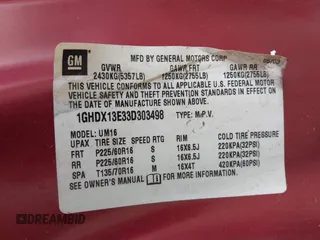 GM
MFD BY GENERAL MOTORS CORP
GVWR GAWR FRT GAWR RR
2430KG(5357LB) 1250KG(2755LB) 1250KG(2755LB)
THIS VEHICLE CONFORMS TO ALL APPLICABLE U.S. FEDERAL MOTOR
VEHICLE SAFETY AND THEFT PREVENTION STANDARDS IN EFFECT ON THE
DATE OF MANUFACTURE SHOWN ABOVE.
1GHDX13E33D303498 TYPE: M.P.V.
MODEL: UM16
UPAX TIRE SIZE SPEED RTG RIM COLD TIRE PRESSURE
FRT P225/60R16 S 16X6.5J 220KPA(32PSI)
RR P225/60R16 S 16X6.5J 220KPA(32PSI)
SPA T135/70R16 M 16X4T 420KPA(60PSI)
SEE OWNER'S MANUAL FOR ADDITIONAL INFORMATION
DREAMBID